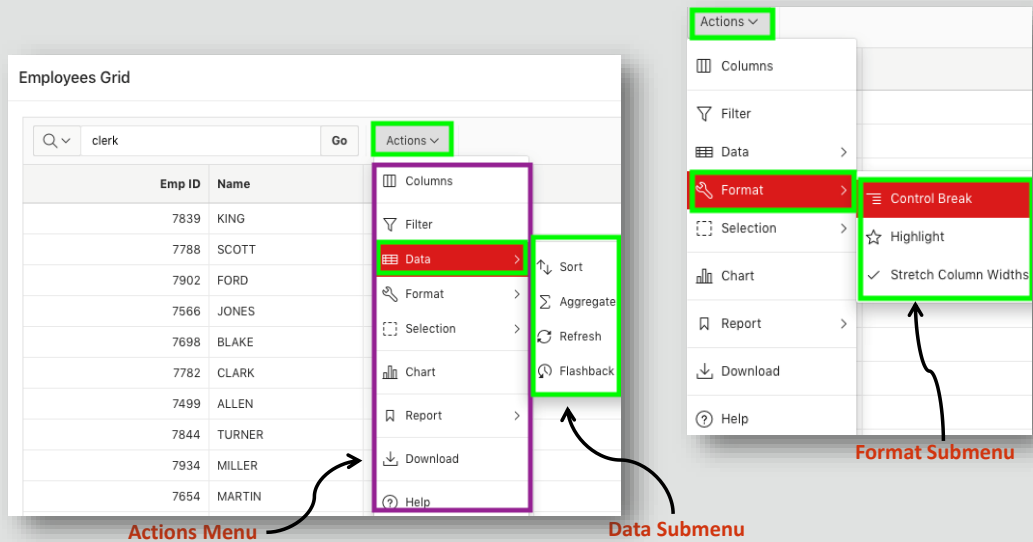 Employees Grid
clerk
Go
Actions
Emp ID Name
7839 KING
7788 SCOTT
7902 FORD
7566 JONES
7698 BLAKE
7782 CLARK
7499 ALLEN
7844 TURNER
7934 MILLER
7654 MARTIN
Columns
Filter
Data
Format
Selection
Chart
Report
Download
Help
Sort
Aggregate
Refresh
Flashback
Actions Menu
Data Submenu
Actions
Columns
Filter
Data
Format
Selection
Chart
Report
Download
Help
Control Break
Highlight
Stretch Column Widths
Format Submenu